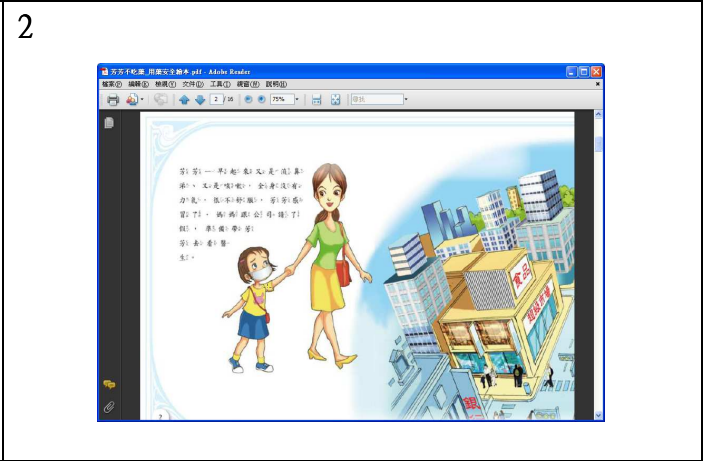 2
芳芳不吃藥_用藥安全繪本.pdf - Adobe Reader
檔案(F) 編輯(E) 檢視(V) 文件(D) 工具(T) 視窗(W) 說明(H)
2 / 16 75% 尋找
芳芳一早起來又是流鼻
涕、又是咳嗽，全身沒有
力氣，很不舒服，芳芳感
冒了。媽媽跟公司請了
假，準備帶芳
芳去看醫
生。
食品
銀
2